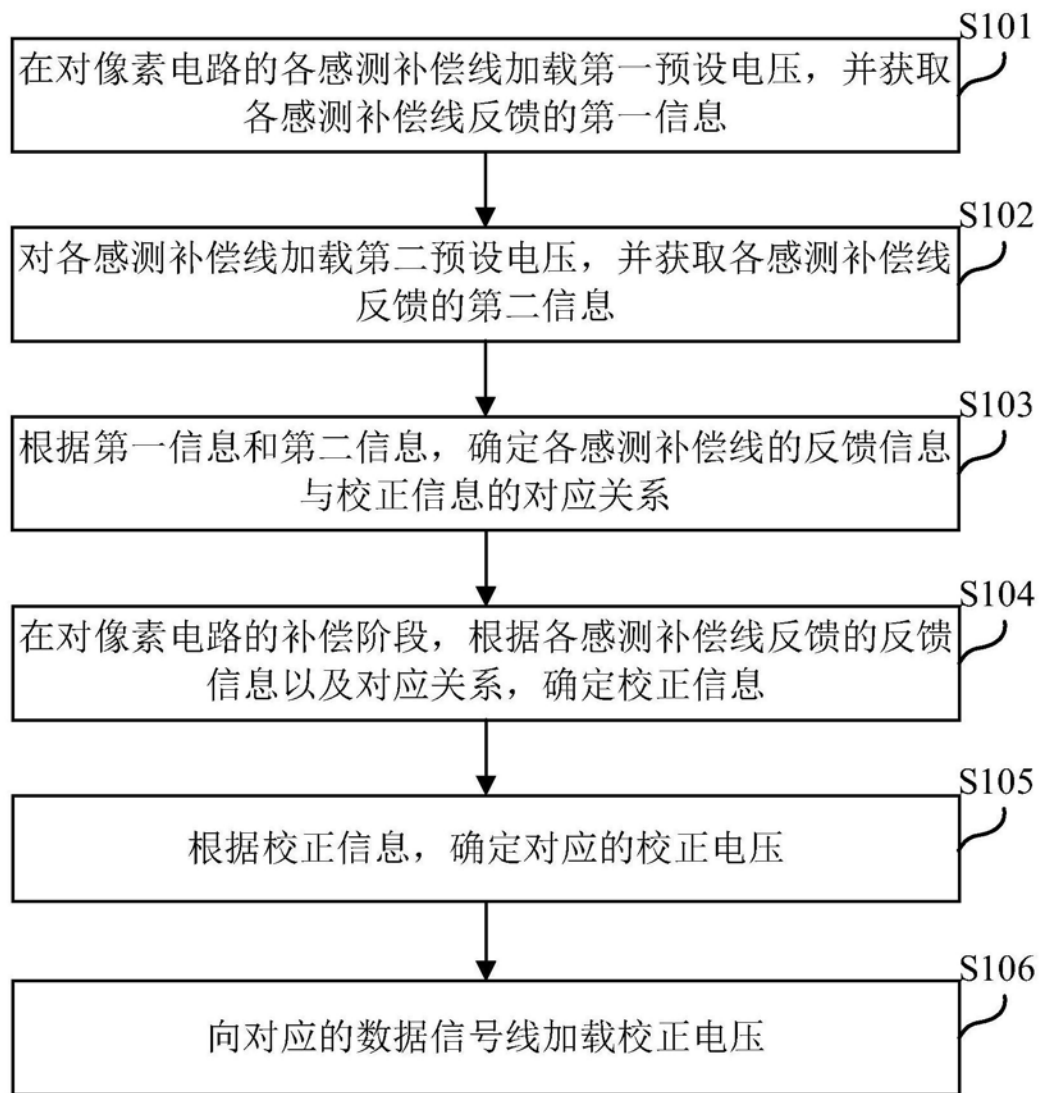 S101
在对像素电路的各感测补偿线加载第一预设电压，并获取
各感测补偿线反馈的第一信息
S102
对各感测补偿线加载第二预设电压，并获取各感测补偿线
反馈的第二信息
S103
根据第一信息和第二信息，确定各感测补偿线的反馈信息
与校正信息的对应关系
S104
在对像素电路的补偿阶段，根据各感测补偿线反馈的反馈
信息以及对应关系，确定校正信息
S105
根据校正信息，确定对应的校正电压
S106
向对应的数据信号线加载校正电压